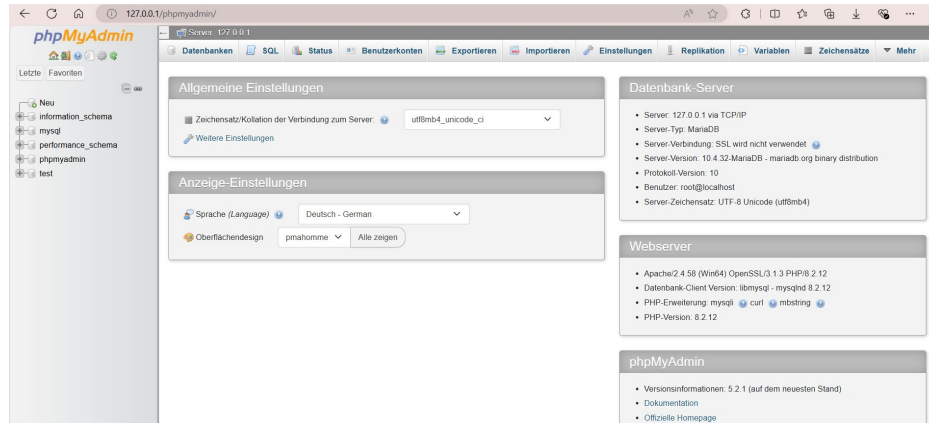 127.0.0.1/phpmyadmin/
phpMyAdmin
Letzte Favoriten
Neu
information_schema
mysql
performance_schema
phpmyadmin
test
Server: 127.0.0.1
Datenbanken SQL Status Benutzerkonten Exportieren Importieren Einstellungen Replikation Variablen Zeichensätze Mehr
Allgemeine Einstellungen
Zeichensatz/Kollation der Verbindung zum Server: utf8mb4_unicode_ci
Weitere Einstellungen
Anzeige-Einstellungen
Sprache (Language) Deutsch - German
Oberflächendesign pmahomme Alle zeigen
Datenbank-Server
• Server: 127.0.0.1 via TCP/IP
• Server-Typ: MariaDB
• Server-Verbindung: SSL wird nicht verwendet
• Server-Version: 10.4.32-MariaDB - mariadb.org binary distribution
• Protokoll-Version: 10
• Benutzer: root@localhost
• Server-Zeichensatz: UTF-8 Unicode (utf8mb4)
Webserver
• Apache/2.4.58 (Win64) OpenSSL/3.1.3 PHP/8.2.12
• Datenbank-Client Version: libmysql - mysqlnd 8.2.12
• PHP-Erweiterung: mysqli curl mbstring
• PHP-Version: 8.2.12
phpMyAdmin
• Versionsinformationen: 5.2.1 (auf dem neuesten Stand)
• Dokumentation
• Offizielle Homepage